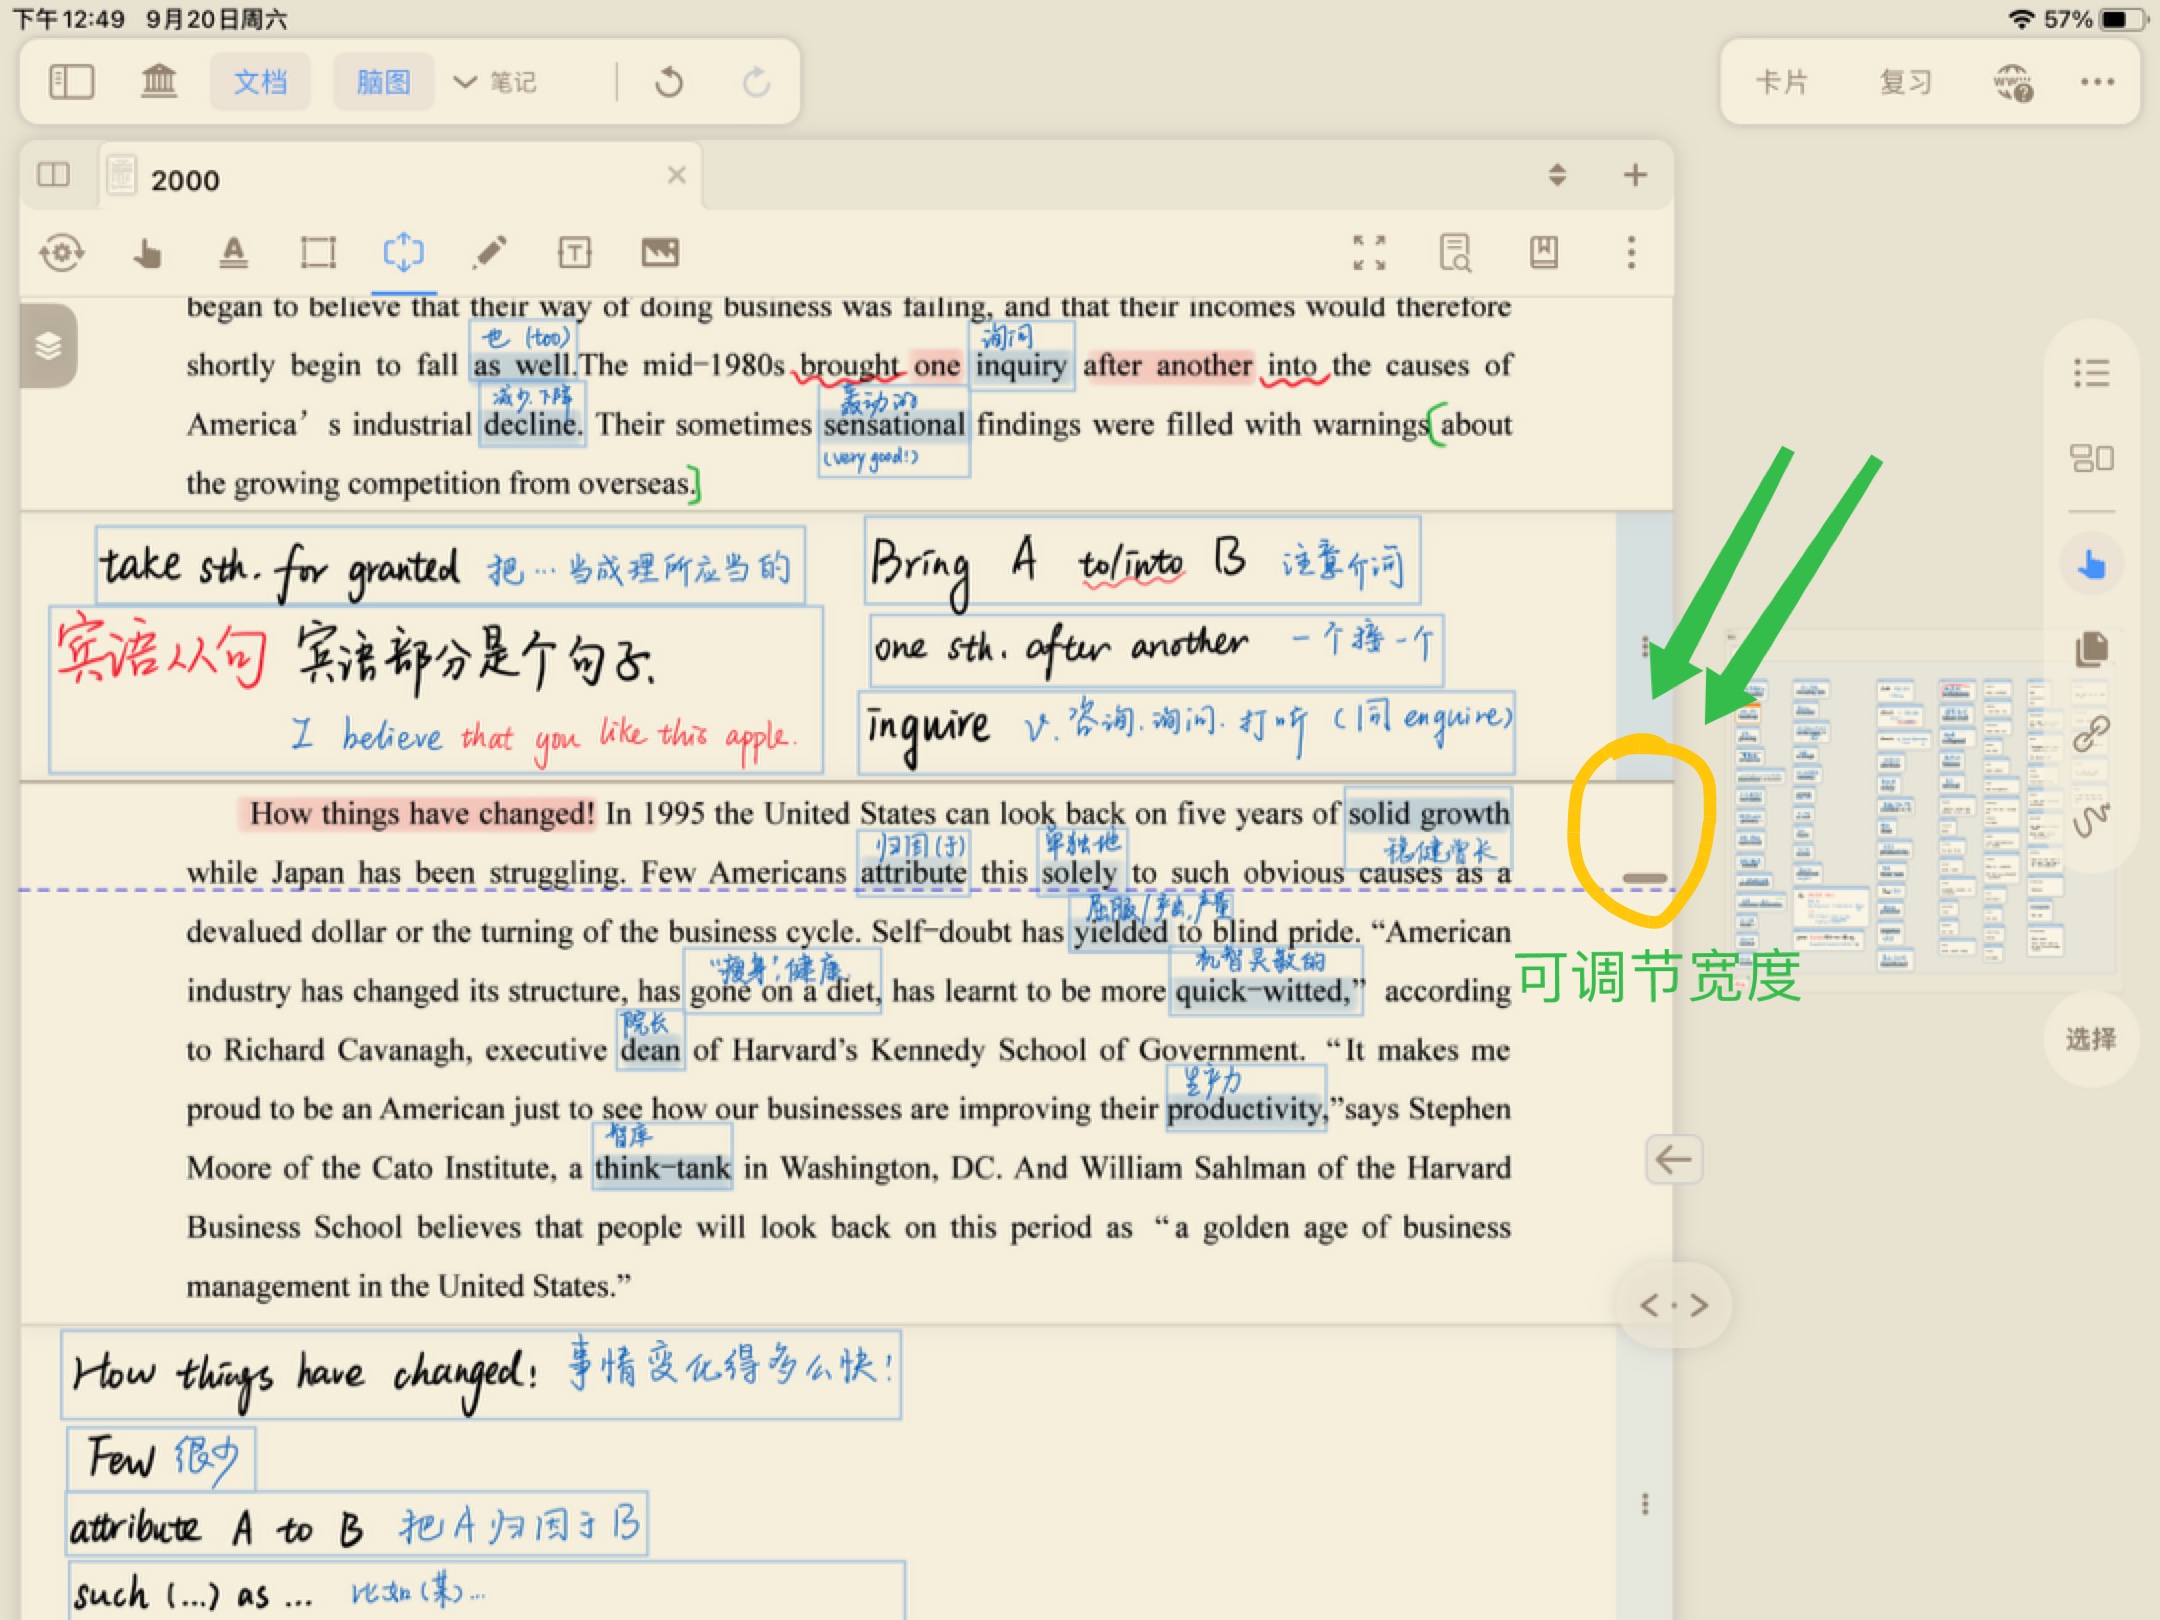 下午12:49 9月20日周六
57%
文档 脑图 笔记
卡片 复习
2000
began to believe that their way of doing business was failing, and that their incomes would therefore
也 (too) 询问
shortly begin to fall as well.The mid-1980s brought one inquiry after another into the causes of
减少.下降 轰动的
America’s industrial decline. Their sometimes sensational findings were filled with warnings about
(very good!)
the growing competition from overseas.
take sth. for granted 把…当成理所应当的
Bring A to/into B 注意介词
宾语从句 宾语部分是个句子.
one sth. after another 一个接一个
I believe that you like this apple.
inquire v. 咨询.询问.打听 (同 enquire)
How things have changed! In 1995 the United States can look back on five years of solid growth
归因(于) 单独地 稳健增长
while Japan has been struggling. Few Americans attribute this solely to such obvious causes as a
屈服/产出.产量
devalued dollar or the turning of the business cycle. Self-doubt has yielded to blind pride. “American
“瘦身”,健康 机智灵敏的
industry has changed its structure, has gone on a diet, has learnt to be more quick-witted,” according
可调节宽度
院长
to Richard Cavanagh, executive dean of Harvard’s Kennedy School of Government. “It makes me
选择
生产力
proud to be an American just to see how our businesses are improving their productivity,”says Stephen
智库
Moore of the Cato Institute, a think-tank in Washington, DC. And William Sahlman of the Harvard
Business School believes that people will look back on this period as “a golden age of business
management in the United States.”
How things have changed! 事情变化得多么快!
Few 很少
attribute A to B 把A归因于B
such (...) as ... 比如(某)...